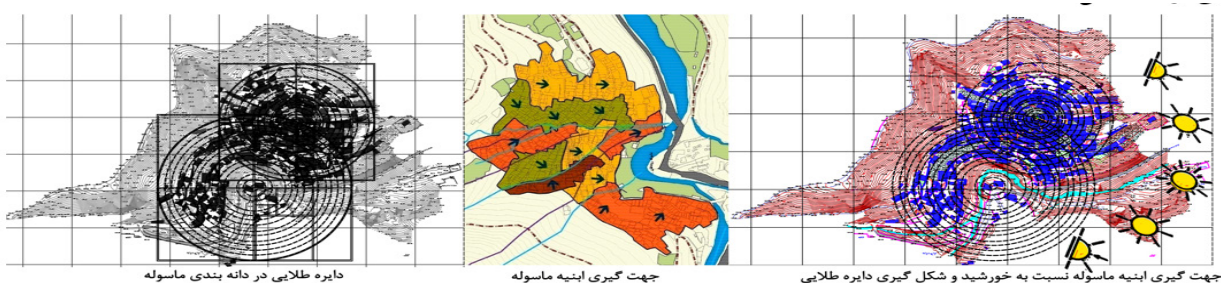 جهت گیری ابنیه ماسوله نسبت به خورشید و شکل گیری دایره طلایی
جهت گیری ابنیه ماسوله
دایره طلایی در دانه بندی ماسوله